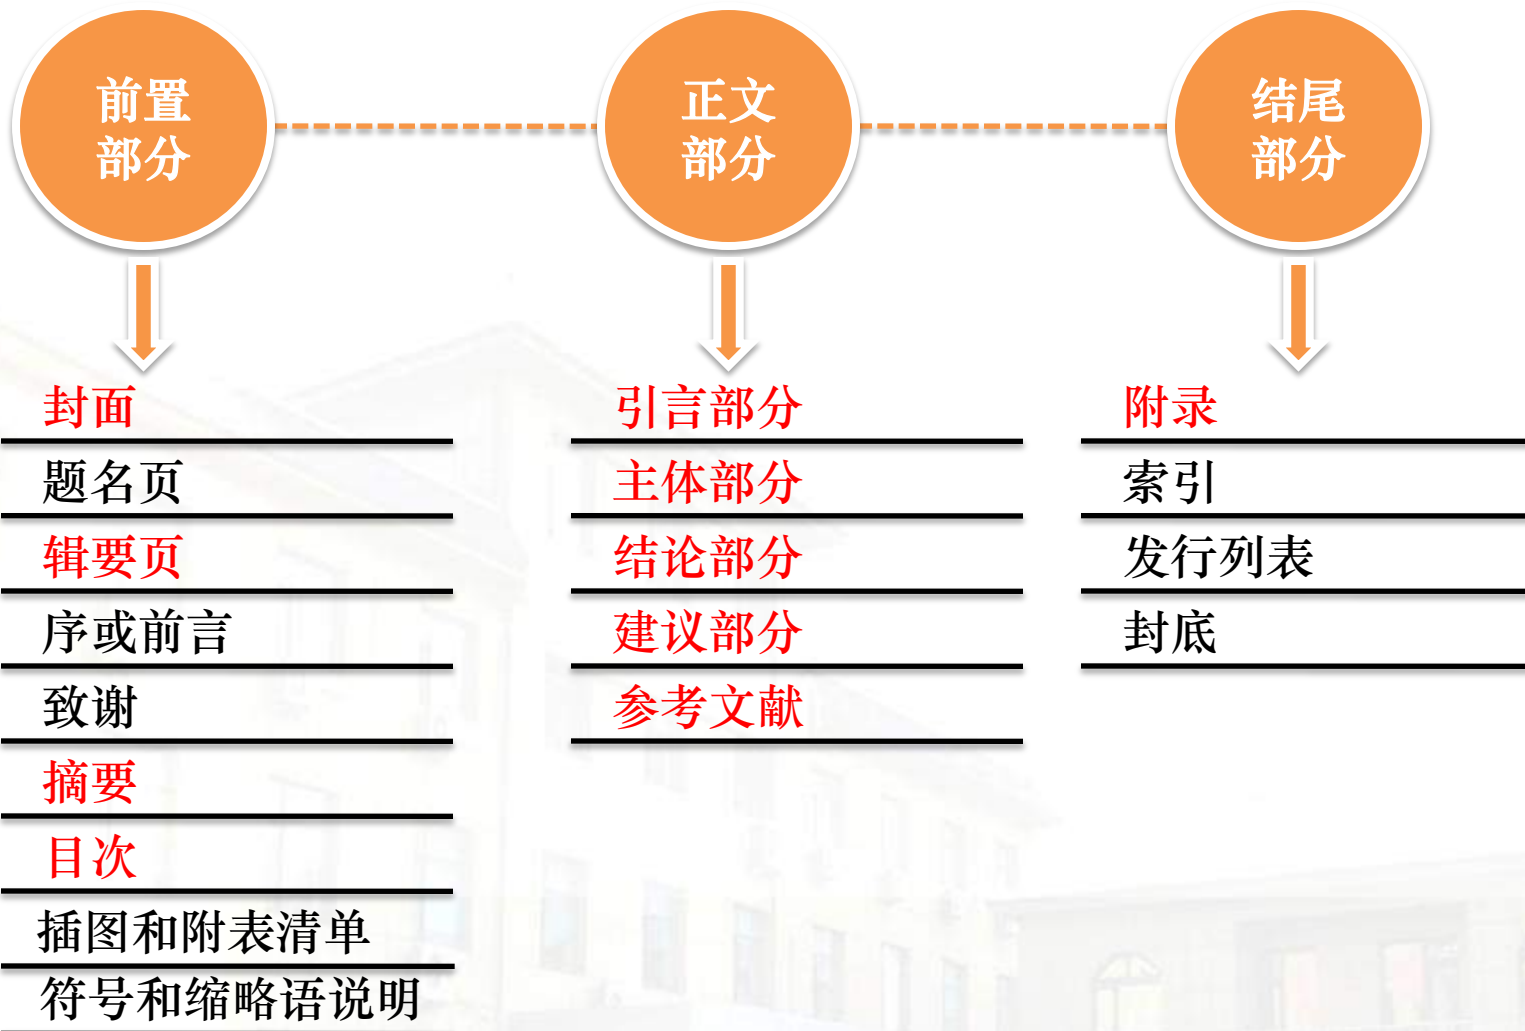 前置
部分
正文
部分
结尾
部分
封面
题名页
辑要页
序或前言
致谢
摘要
目次
插图和附表清单
符号和缩略语说明
引言部分
主体部分
结论部分
建议部分
参考文献
附录
索引
发行列表
封底